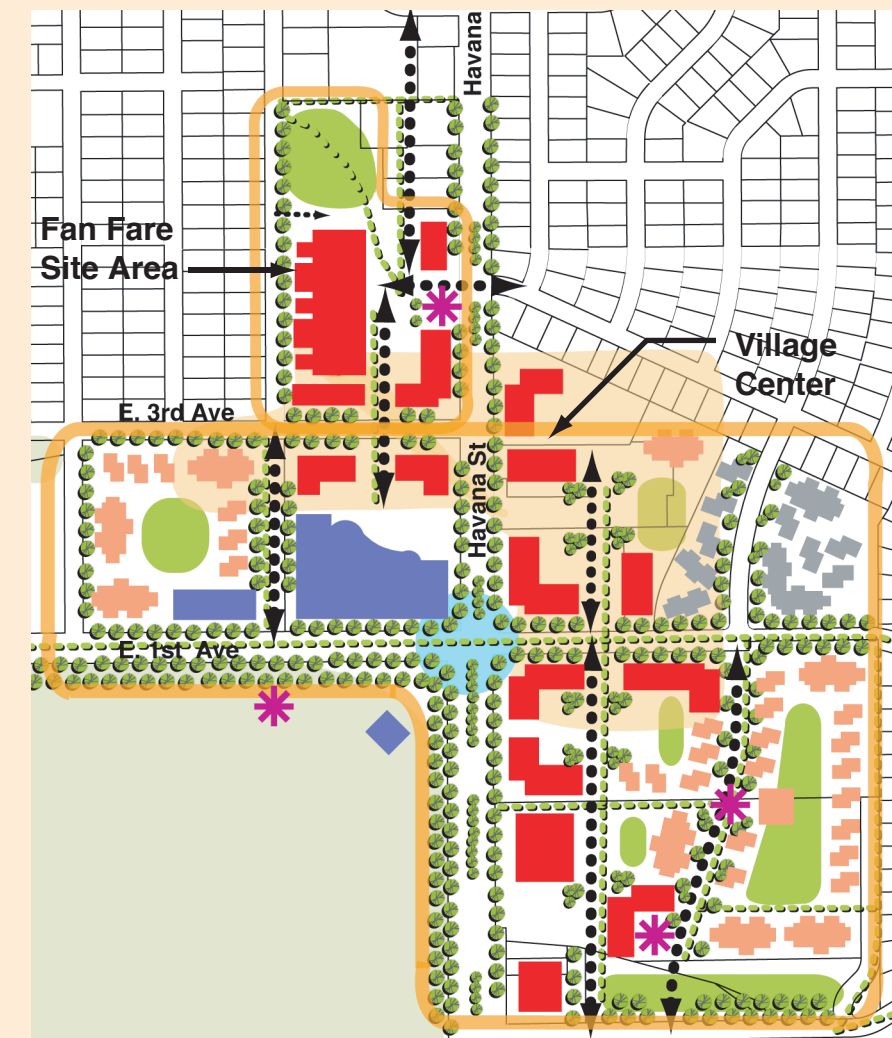 Havana
Fan Fare
Site Area
Village
Center
E. 3rd Ave
Havana St
E. 1st Ave